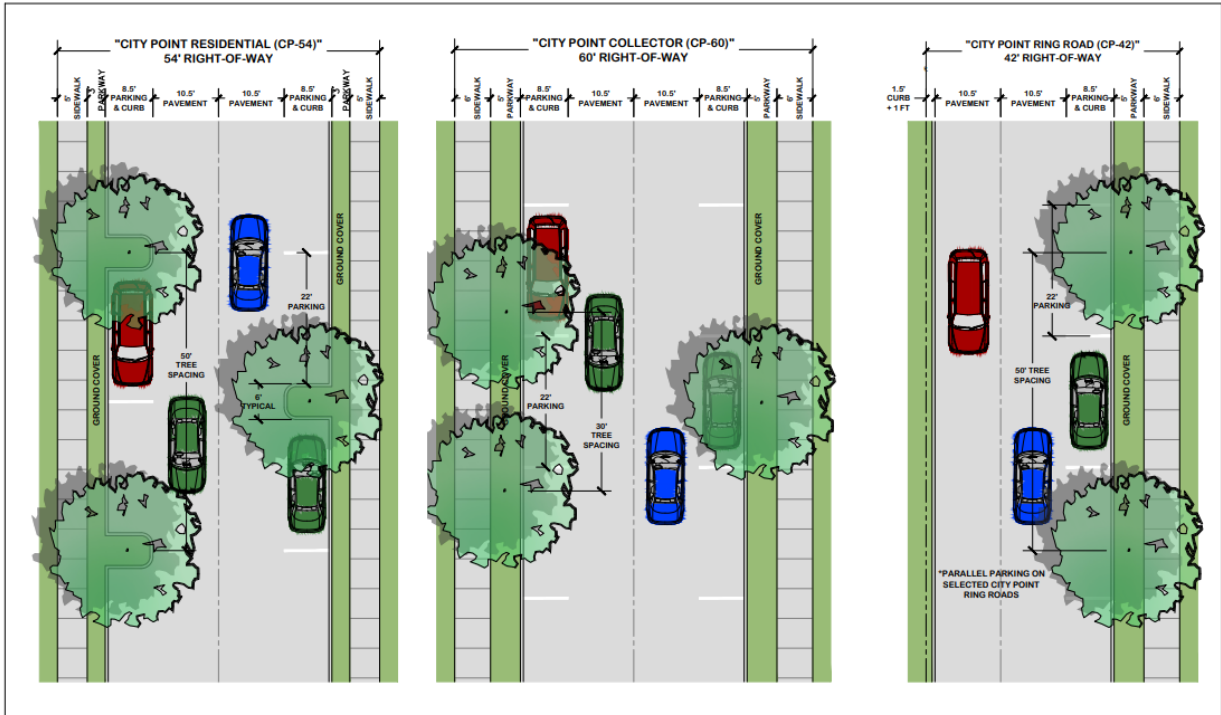 "CITY POINT RESIDENTIAL (CP-54)"
54' RIGHT-OF-WAY
5'
SIDEWALK
3'
PARKWAY
8.5'
PARKING
& CURB
10.5'
PAVEMENT
10.5'
PAVEMENT
8.5'
PARKING
& CURB
3'
PARKWAY
5'
SIDEWALK
GROUND COVER
22'
PARKING
GROUND COVER
50'
TREE
SPACING
6'
TYPICAL
"CITY POINT COLLECTOR (CP-60)"
60' RIGHT-OF-WAY
6'
SIDEWALK
5'
PARKWAY
8.5'
PARKING
& CURB
10.5'
PAVEMENT
10.5'
PAVEMENT
8.5'
PARKING
& CURB
5'
PARKWAY
6'
SIDEWALK
GROUND COVER
GROUND COVER
22'
PARKING
30'
TREE
SPACING
"CITY POINT RING ROAD (CP-42)"
42' RIGHT-OF-WAY
1.5'
CURB
+ 1 FT
10.5'
PAVEMENT
10.5'
PAVEMENT
8.5'
PARKING
& CURB
5'
PARKWAY
6'
SIDEWALK
22'
PARKING
GROUND COVER
50' TREE
SPACING
*PARALLEL PARKING ON
SELECTED CITY POINT
RING ROADS